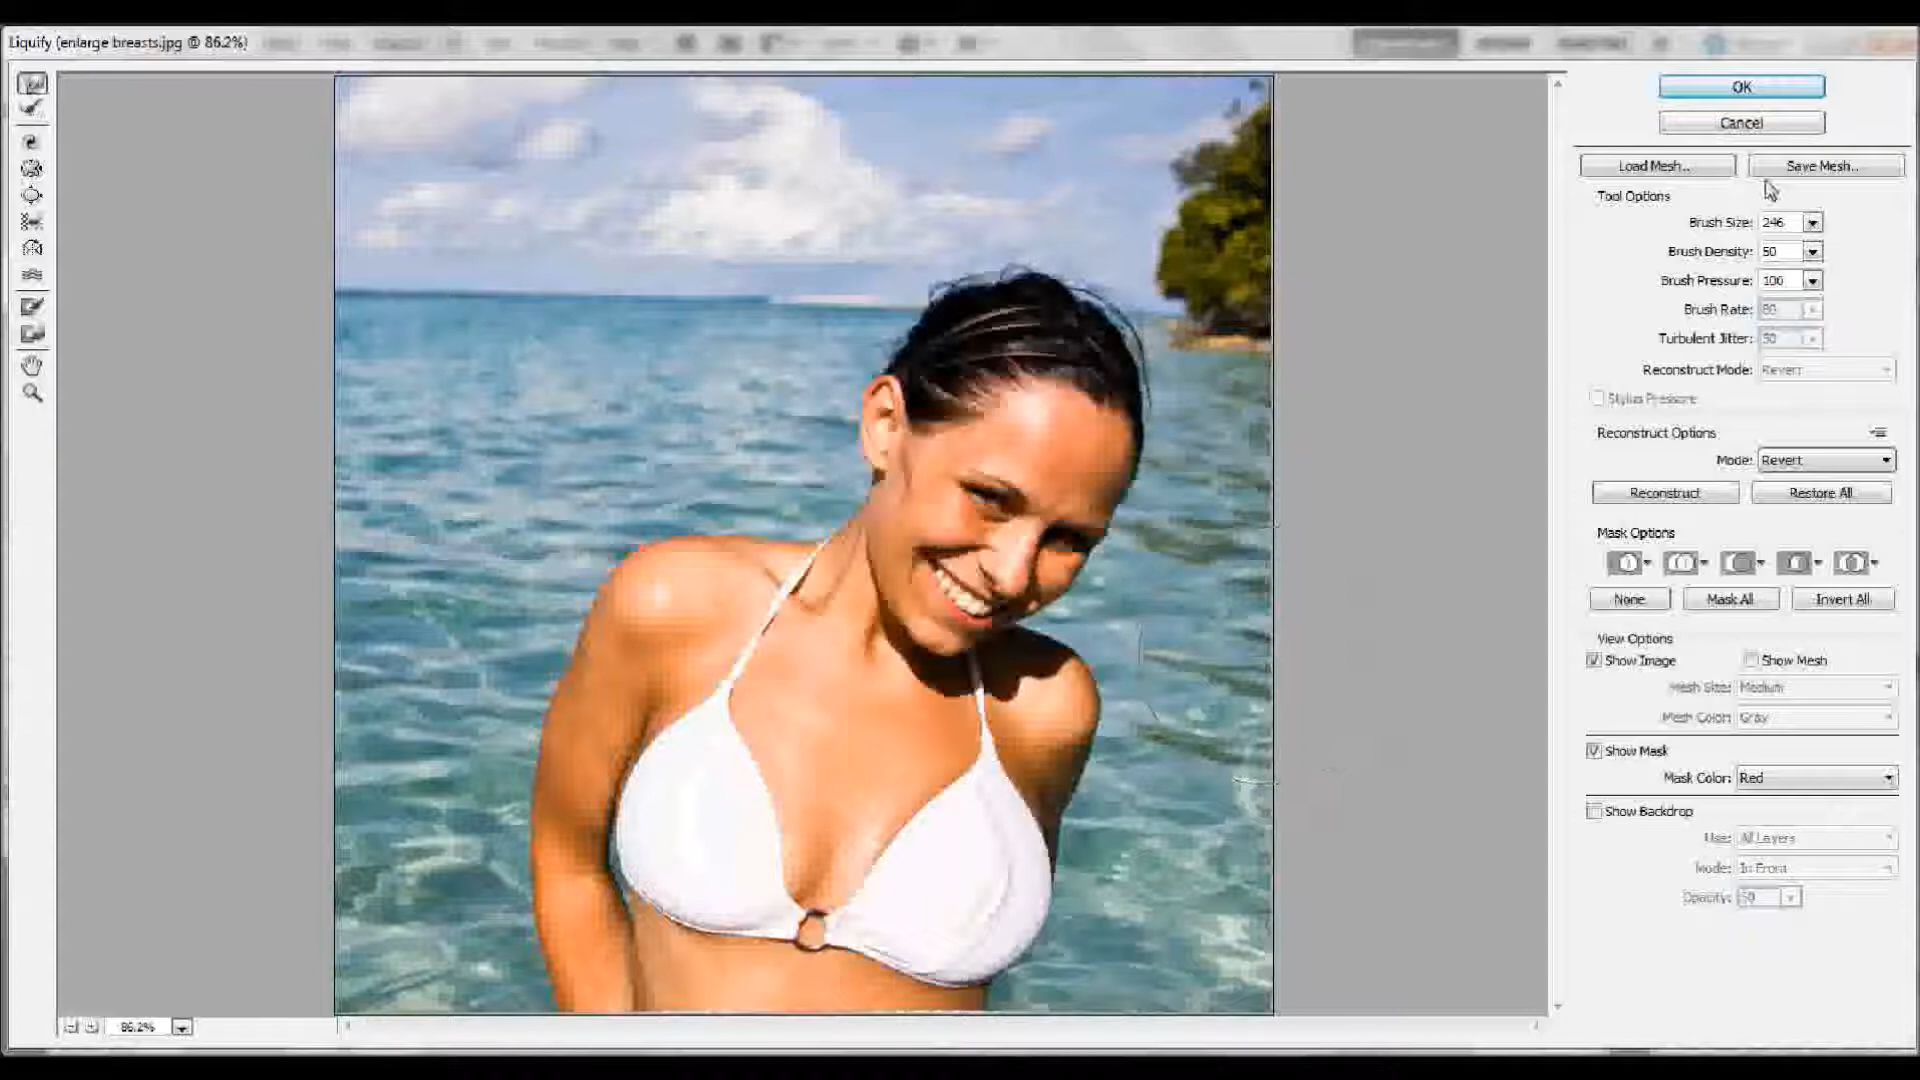 Liquify (enlarge breasts.jpg @ 86.2%)
OK
Cancel
Load Mesh... Save Mesh...
Tool Options
Brush Size: 246
Brush Density: 50
Brush Pressure: 100
Brush Rate: 80
Turbulent Jitter:
Reconstruct Mode: Revert
Stylus Pressure
Reconstruct Options
Mode: Revert
Reconstruct Restore All
Mask Options
None Mask All Invert All
View Options
Show Image Show Mesh
Mesh Size: Medium
Mesh Color: Gray
Show Mask
Mask Color: Red
Show Backdrop
Use: All Layers
Mode: In Front
Opacity: 50
86.2%